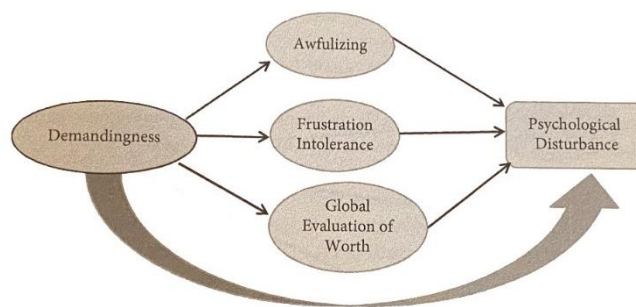 Awfulizing
Demandingness
Frustration
Intolerance
Psychological
Disturbance
Global
Evaluation of
Worth